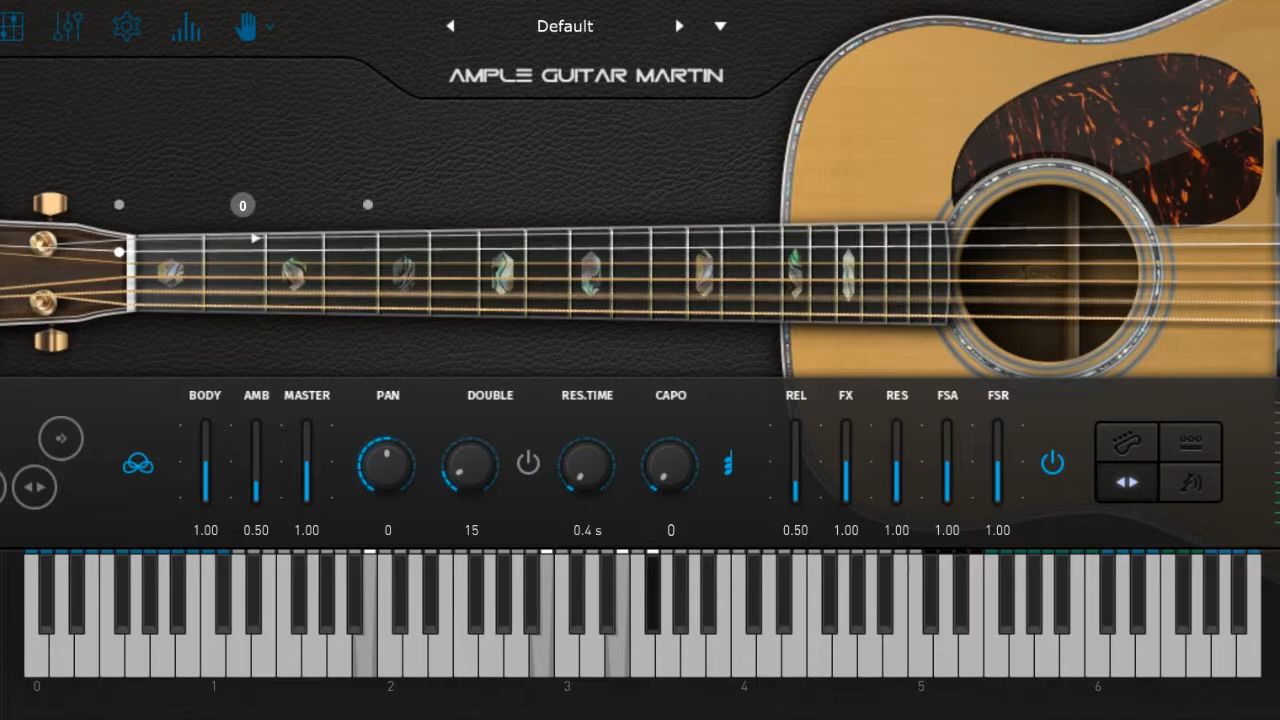 Default
AMPLE GUITAR MARTIN
0
BODY AMB MASTER PAN DOUBLE RES.TIME CAPO REL FX RES FSA FSR
1.00 0.50 1.00 0 15 0.4 s 0 0.50 1.00 1.00 1.00 1.00
0 1 2 3 4 5 6